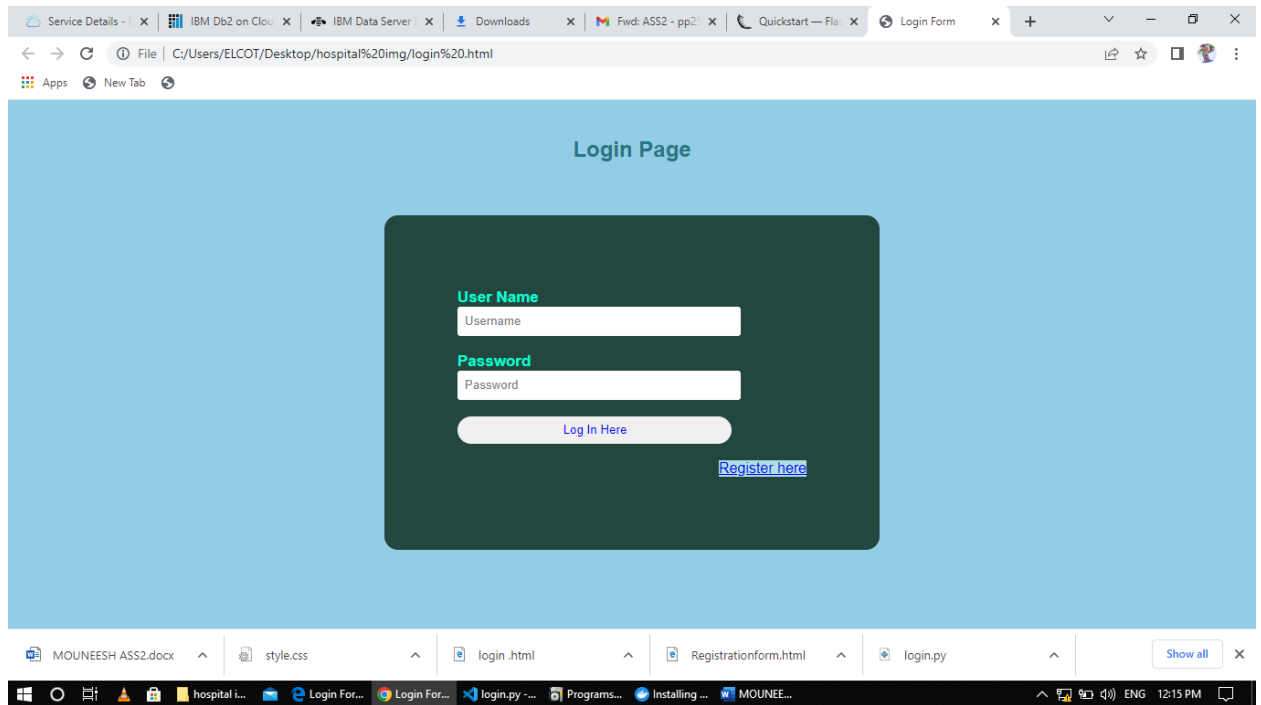 Service Details - I
IBM Db2 on Clou
IBM Data Server
Downloads
Fwd: ASS2 - pp2
Quickstart — Flas
Login Form
File | C:/Users/ELCOT/Desktop/hospital%20img/login%20.html
Apps New Tab
Login Page
User Name
Username
Password
Password
Log In Here
Register here
MOUNEESH ASS2.docx
style.css
login .html
Registrationform.html
login.py
Show all
hospital i...
Login For...
Login For...
login.py -...
Programs...
Installing ...
MOUNEE...
ENG 12:15 PM